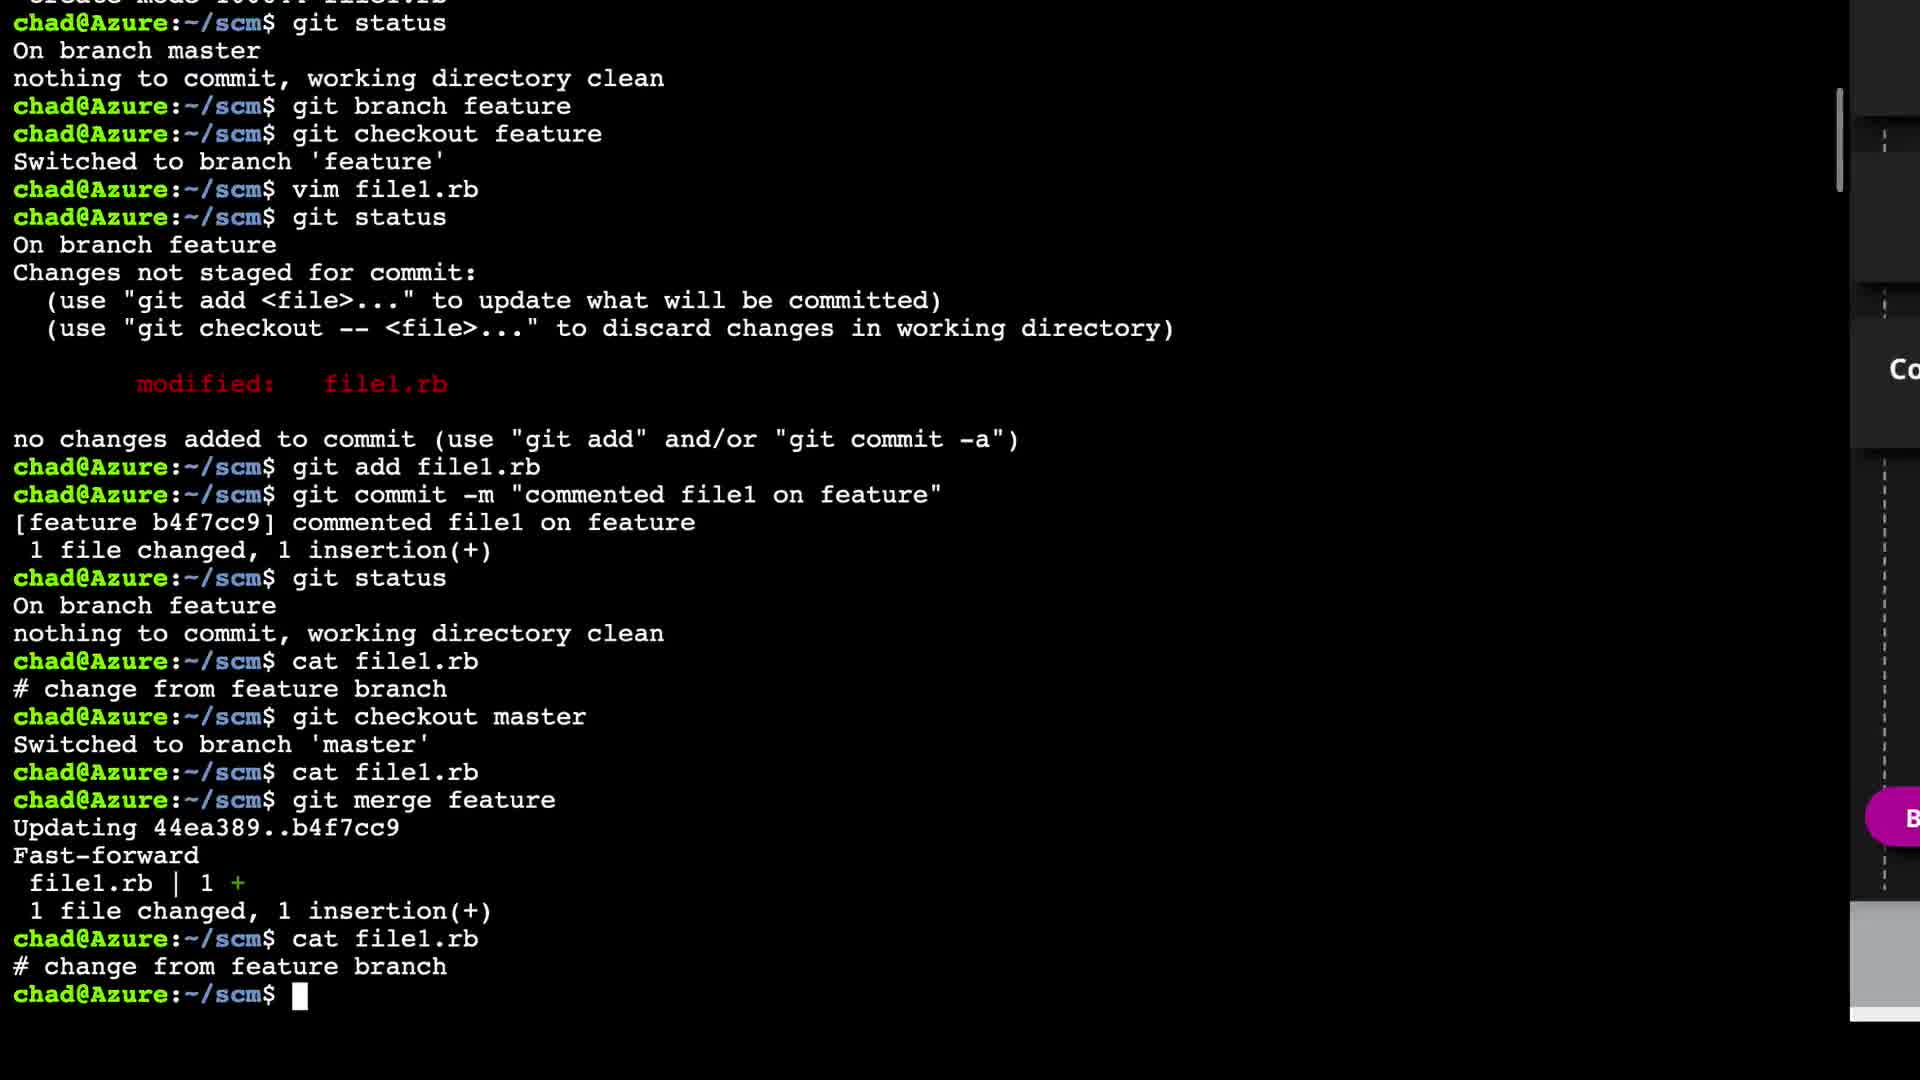 chad@Azure:~/scm$ git status
On branch master
nothing to commit, working directory clean
chad@Azure:~/scm$ git branch feature
chad@Azure:~/scm$ git checkout feature
Switched to branch 'feature'
chad@Azure:~/scm$ vim file1.rb
chad@Azure:~/scm$ git status
On branch feature
Changes not staged for commit:
  (use "git add <file>..." to update what will be committed)
  (use "git checkout -- <file>..." to discard changes in working directory)
        modified:   file1.rb
no changes added to commit (use "git add" and/or "git commit -a")
chad@Azure:~/scm$ git add file1.rb
chad@Azure:~/scm$ git commit -m "commented file1 on feature"
[feature b4f7cc9] commented file1 on feature
 1 file changed, 1 insertion(+)
chad@Azure:~/scm$ git status
On branch feature
nothing to commit, working directory clean
chad@Azure:~/scm$ cat file1.rb
# change from feature branch
chad@Azure:~/scm$ git checkout master
Switched to branch 'master'
chad@Azure:~/scm$ cat file1.rb
chad@Azure:~/scm$ git merge feature
Updating 44ea389..b4f7cc9
Fast-forward
 file1.rb | 1 +
 1 file changed, 1 insertion(+)
chad@Azure:~/scm$ cat file1.rb
# change from feature branch
chad@Azure:~/scm$
Co
B